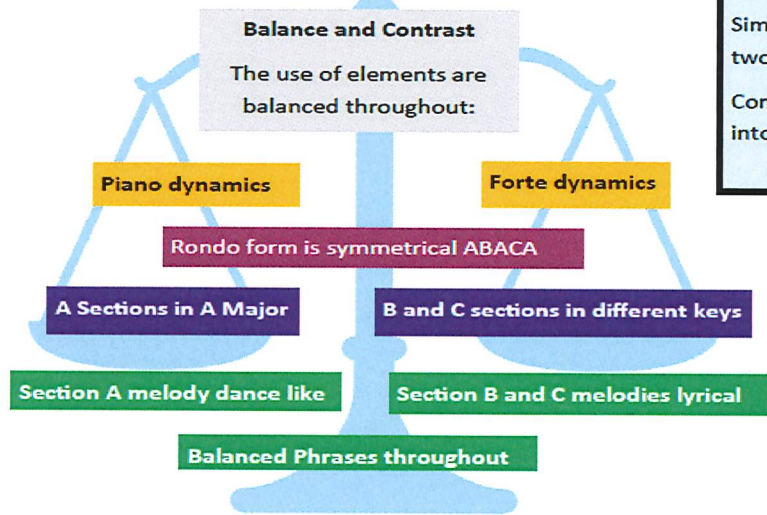 Balance and Contrast
The use of elements are
balanced throughout:
Piano dynamics
Forte dynamics
Rondo form is symmetrical ABACA
A Sections in A Major
B and C sections in different keys
Section A melody dance like
Section B and C melodies lyrical
Balanced Phrases throughout
two
into